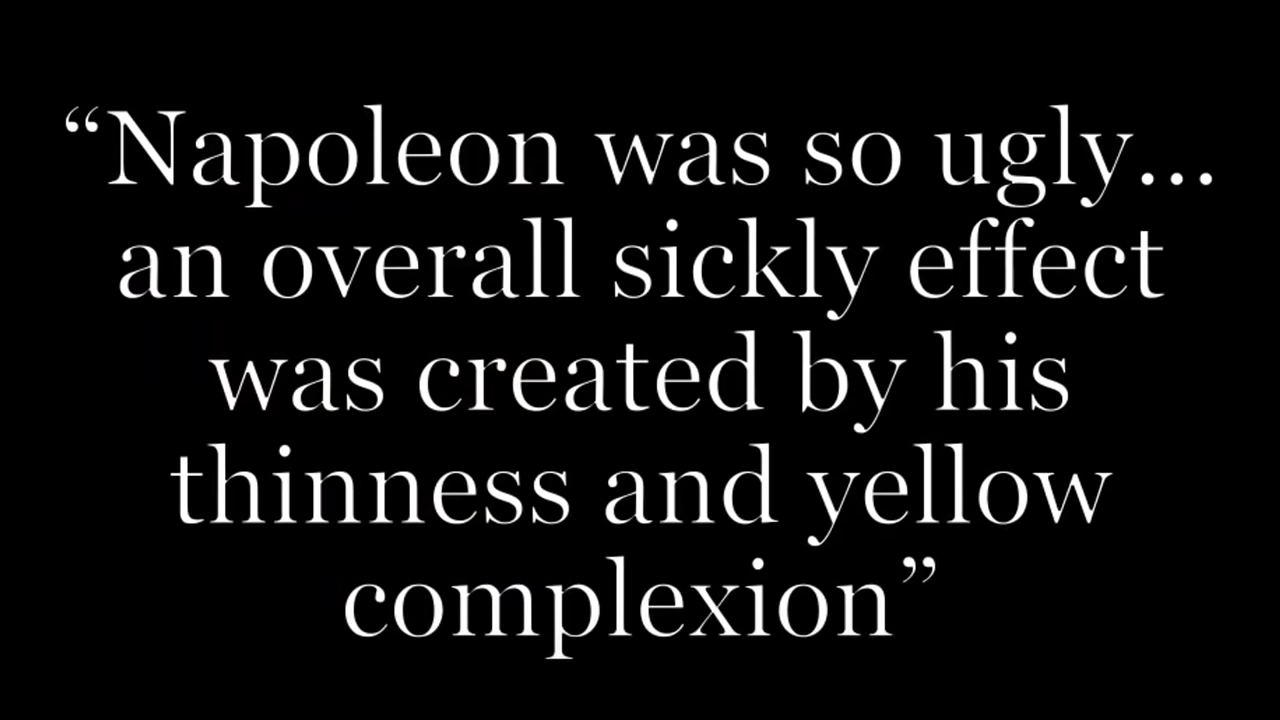 “Napoleon was so ugly...
an overall sickly effect
was created by his
thinness and yellow
complexion”